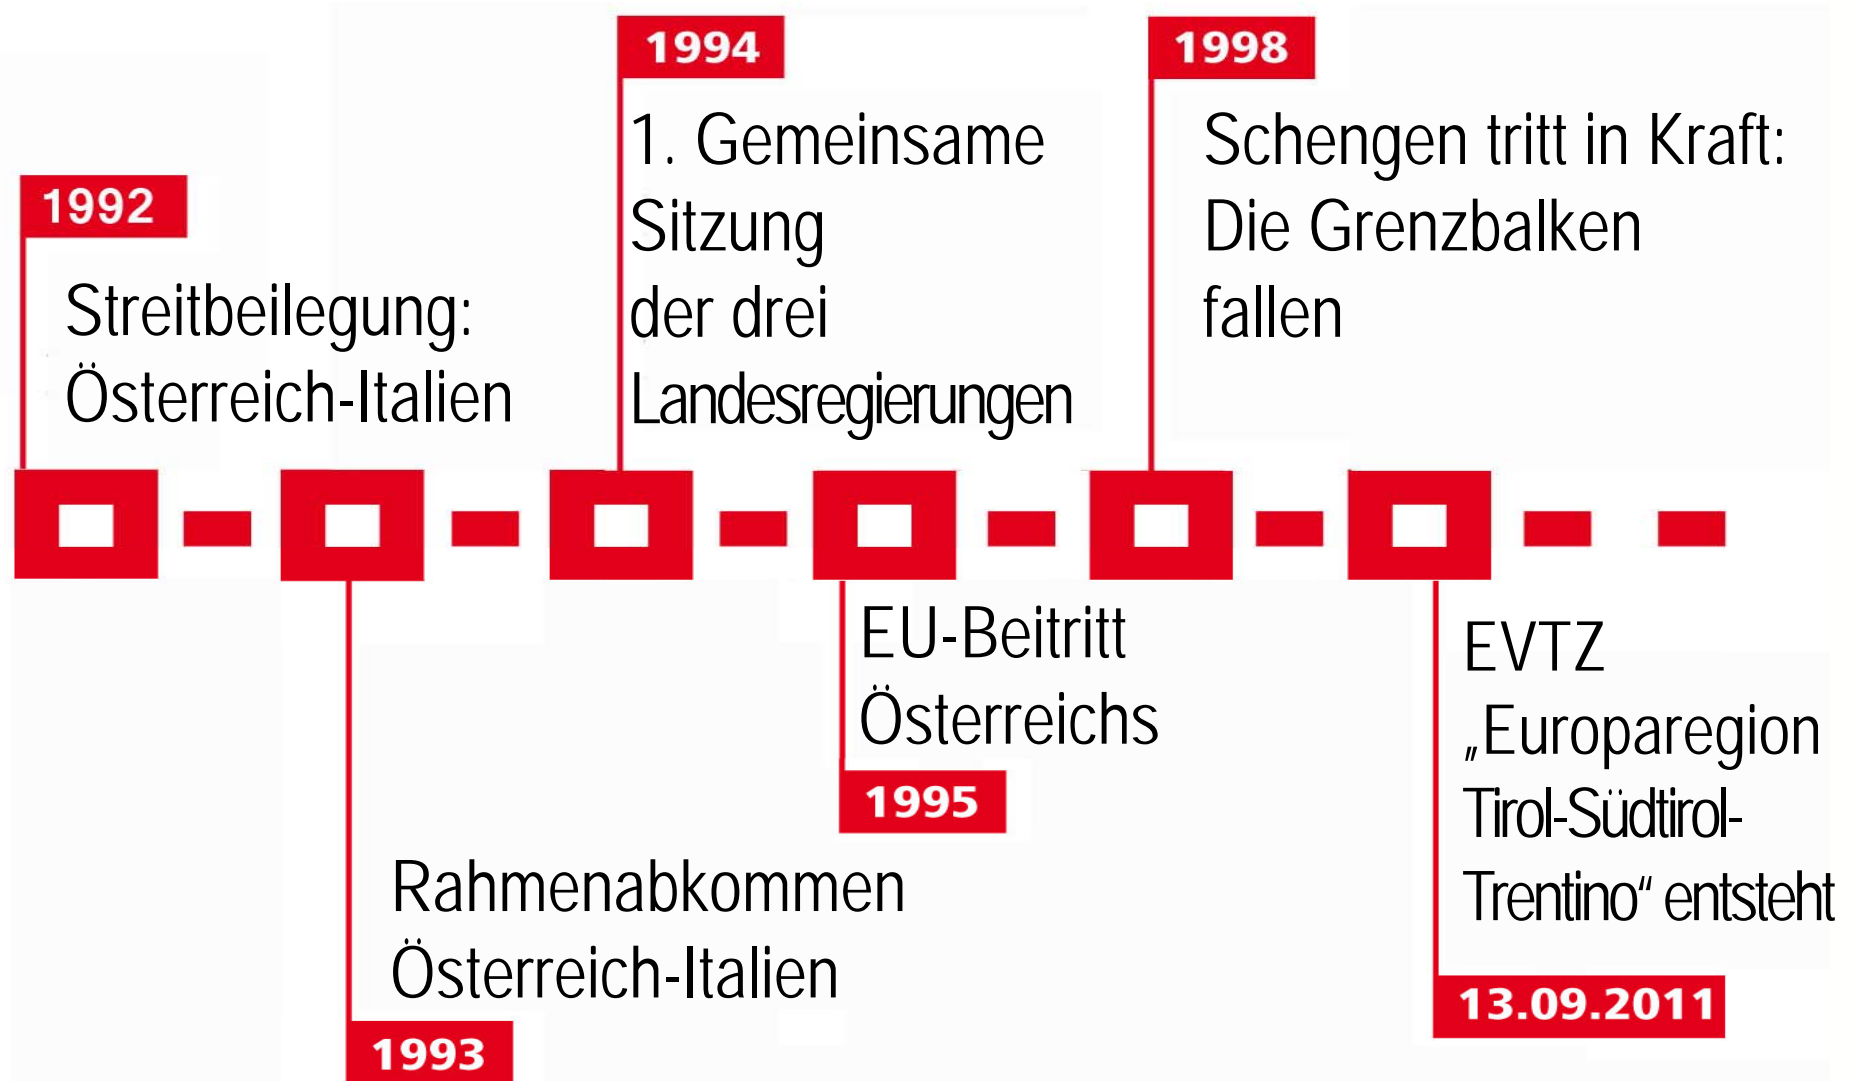 1992
Streitbeilegung:
Österreich-Italien
1994
1. Gemeinsame
Sitzung
der drei
Landesregierungen
1998
Schengen tritt in Kraft:
Die Grenzbalken
fallen
Rahmenabkommen
Österreich-Italien
1993
EU-Beitritt
Österreichs
1995
EVTZ
„Europaregion
Tirol-Südtirol-
Trentino“ entsteht
13.09.2011